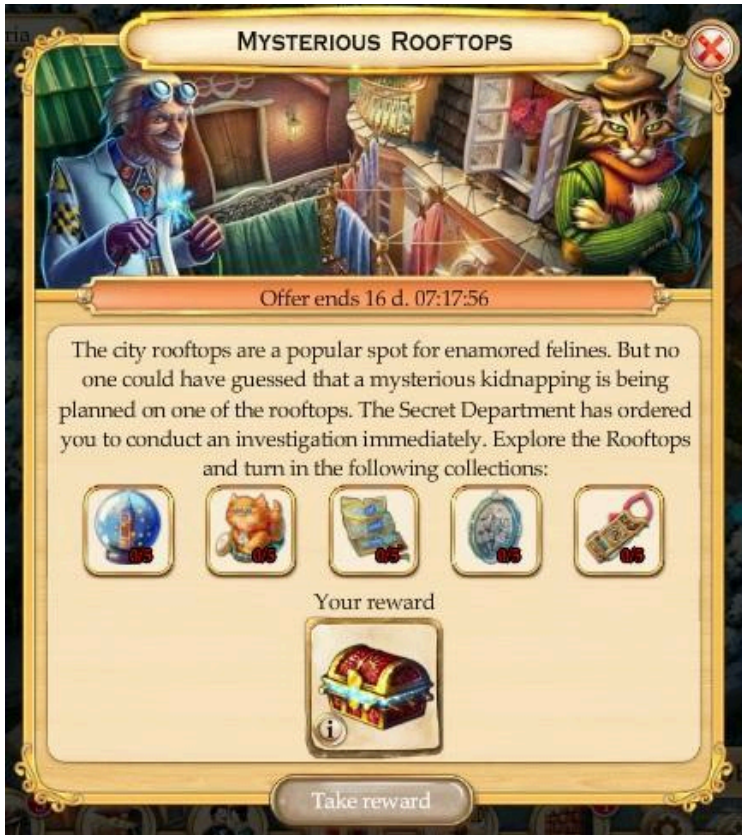 ria
MYSTERIOUS ROOFTOPS
Offer ends 16 d. 07:17:56
The city rooftops are a popular spot for enamored felines. But no
one could have guessed that a mysterious kidnapping is being
planned on one of the rooftops. The Secret Department has ordered
you to conduct an investigation immediately. Explore the Rooftops
and turn in the following collections:
0/5 0/5 0/5 0/5 0/5
Your reward
i
Take reward